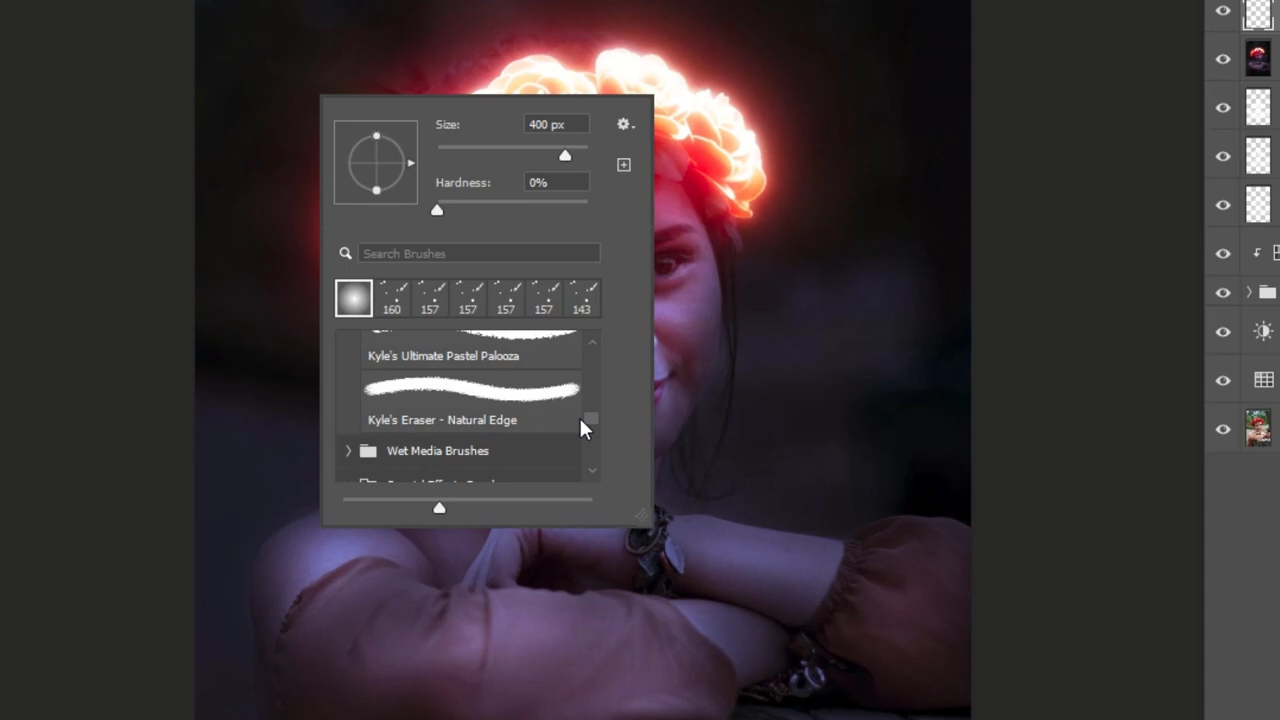 Size:
400 px
Hardness:
0%
Search Brushes
160 157 157 157 157 143
Kyle's Ultimate Pastel Palooza
Kyle's Eraser - Natural Edge
Wet Media Brushes